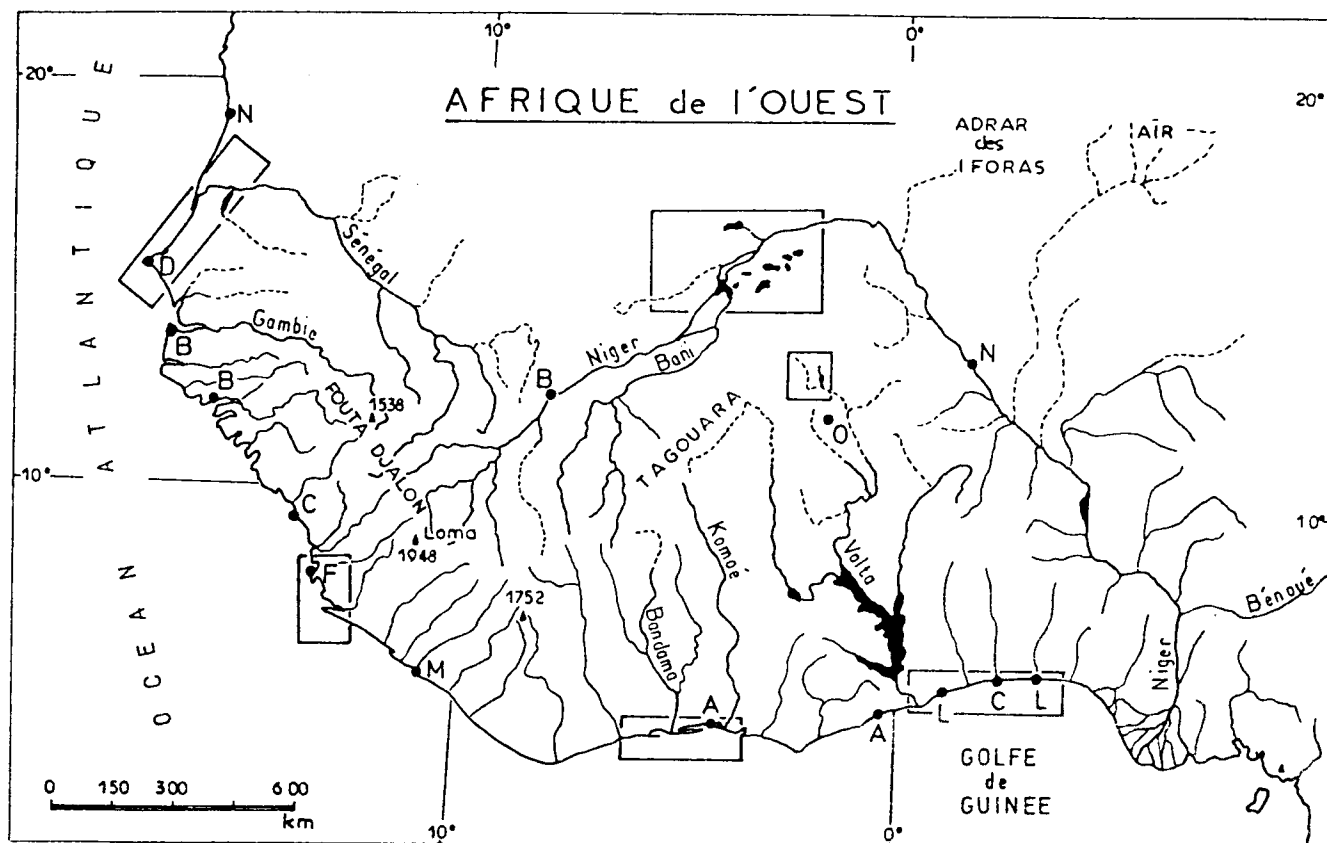 10°
0°
20°
20°
AFRIQUE de l'OUEST
ADRAR
des
IFORAS
AÏR
N
OCEAN ATLANTIQUE
D
Sénégal
B
Gambie
Niger
Bani
N
B
B
FOUTA DJALON
1538
TAGOUARA
O
10°
10°
C
Loma
1948
Komoé
Volta
F
1752
Bandama
Bénoué
Niger
M
A
A
L
C
L
GOLFE
de
GUINEE
0 150 300 600
km
10°
0°